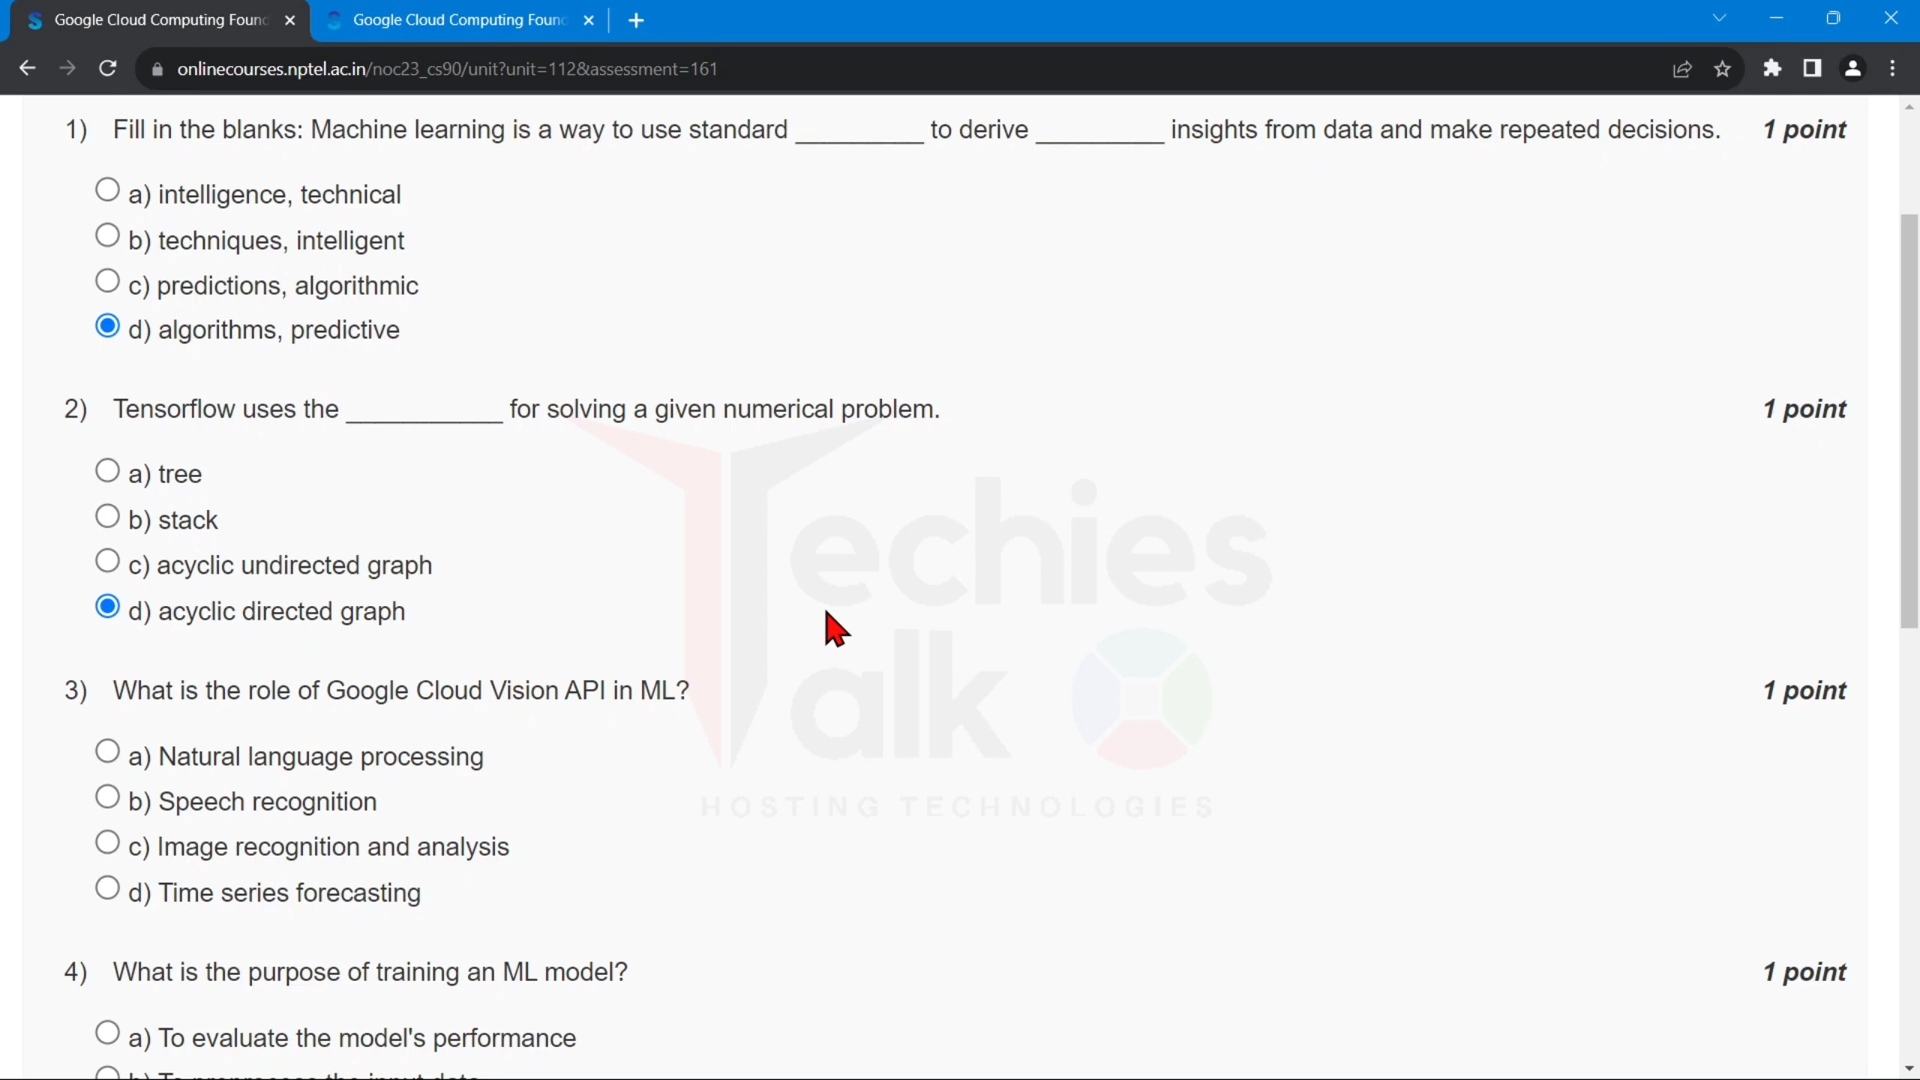 Google Cloud Computing Found
Google Cloud Computing Foun
onlinecourses.nptel.ac.in/noc23_cs90/unit?unit=112&assessment=161
1) Fill in the blanks: Machine learning is a way to use standard _________ to derive _________ insights from data and make repeated decisions. 1 point
a) intelligence, technical
b) techniques, intelligent
c) predictions, algorithmic
d) algorithms, predictive
2) Tensorflow uses the ___________ for solving a given numerical problem. 1 point
a) tree
b) stack
c) acyclic undirected graph
d) acyclic directed graph
Techies
Talk
HOSTING TECHNOLOGIES
3) What is the role of Google Cloud Vision API in ML? 1 point
a) Natural language processing
b) Speech recognition
c) Image recognition and analysis
d) Time series forecasting
4) What is the purpose of training an ML model? 1 point
a) To evaluate the model's performance